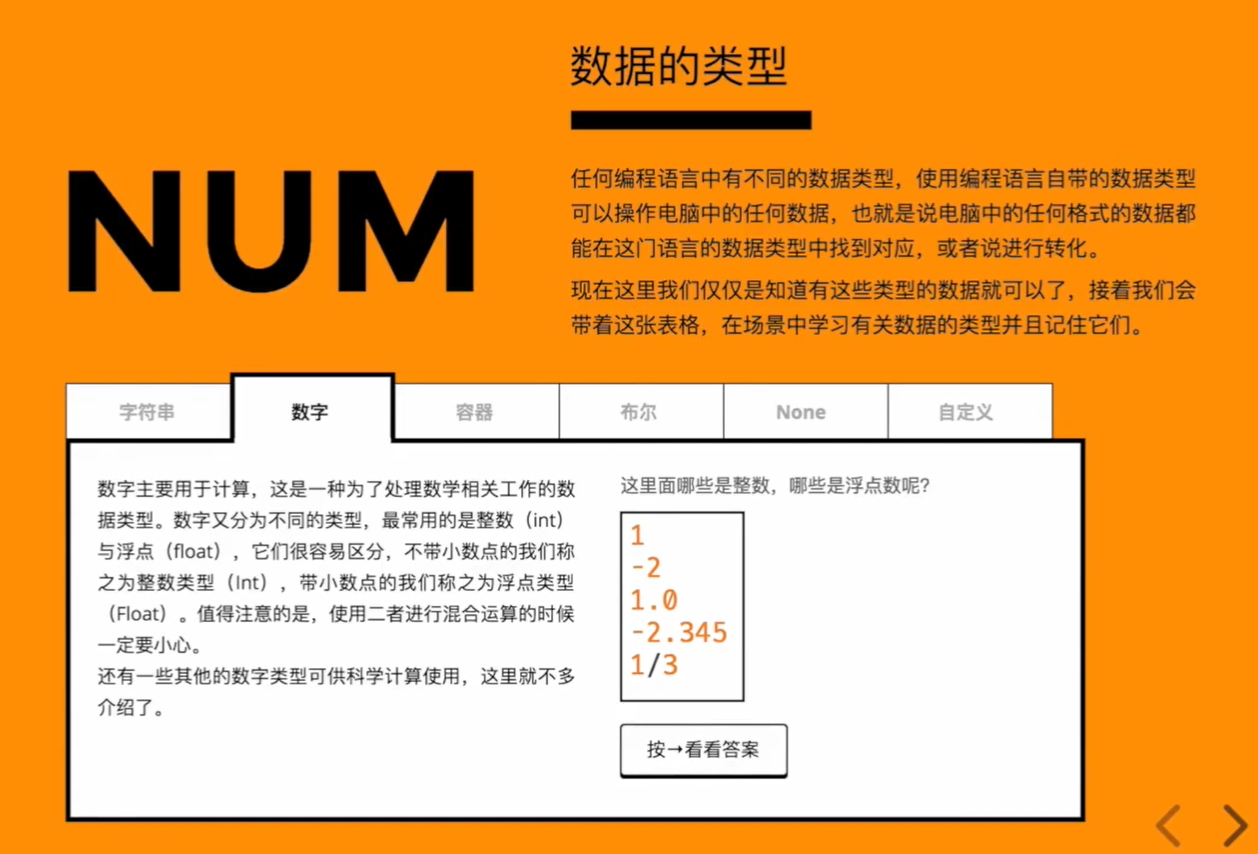 数据的类型
NUM
任何编程语言中有不同的数据类型，使用编程语言自带的数据类型
可以操作电脑中的任何数据，也就是说电脑中的任何格式的数据都
能在这门语言的数据类型中找到对应，或者说进行转化。
现在这里我们仅仅是知道有这些类型的数据就可以了，接着我们会
带着这张表格，在场景中学习有关数据的类型并且记住它们。
字符串
数字
容器
布尔
None
自定义
数字主要用于计算，这是一种为了处理数学相关工作的数
据类型。数字又分为不同的类型，最常用的是整数（int）
与浮点（float），它们很容易区分，不带小数点的我们称
之为整数类型（Int），带小数点的我们称之为浮点类型
（Float）。值得注意的是，使用二者进行混合运算的时候
一定要小心。
还有一些其他的数字类型可供科学计算使用，这里就不多
介绍了。
这里面哪些是整数，哪些是浮点数呢?
1
-2
1.0
-2.345
1/3
按→看看答案